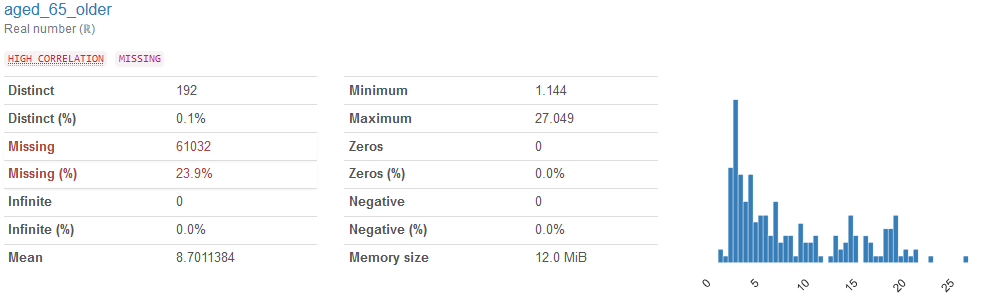 aged_65_older
Real number (ℝ)
HIGH CORRELATION MISSING
Distinct 192
Distinct (%) 0.1%
Missing 61032
Missing (%) 23.9%
Infinite 0
Infinite (%) 0.0%
Mean 8.7011384
Minimum 1.144
Maximum 27.049
Zeros 0
Zeros (%) 0.0%
Negative 0
Negative (%) 0.0%
Memory size 12.0 MiB
0 5 10 15 20 25